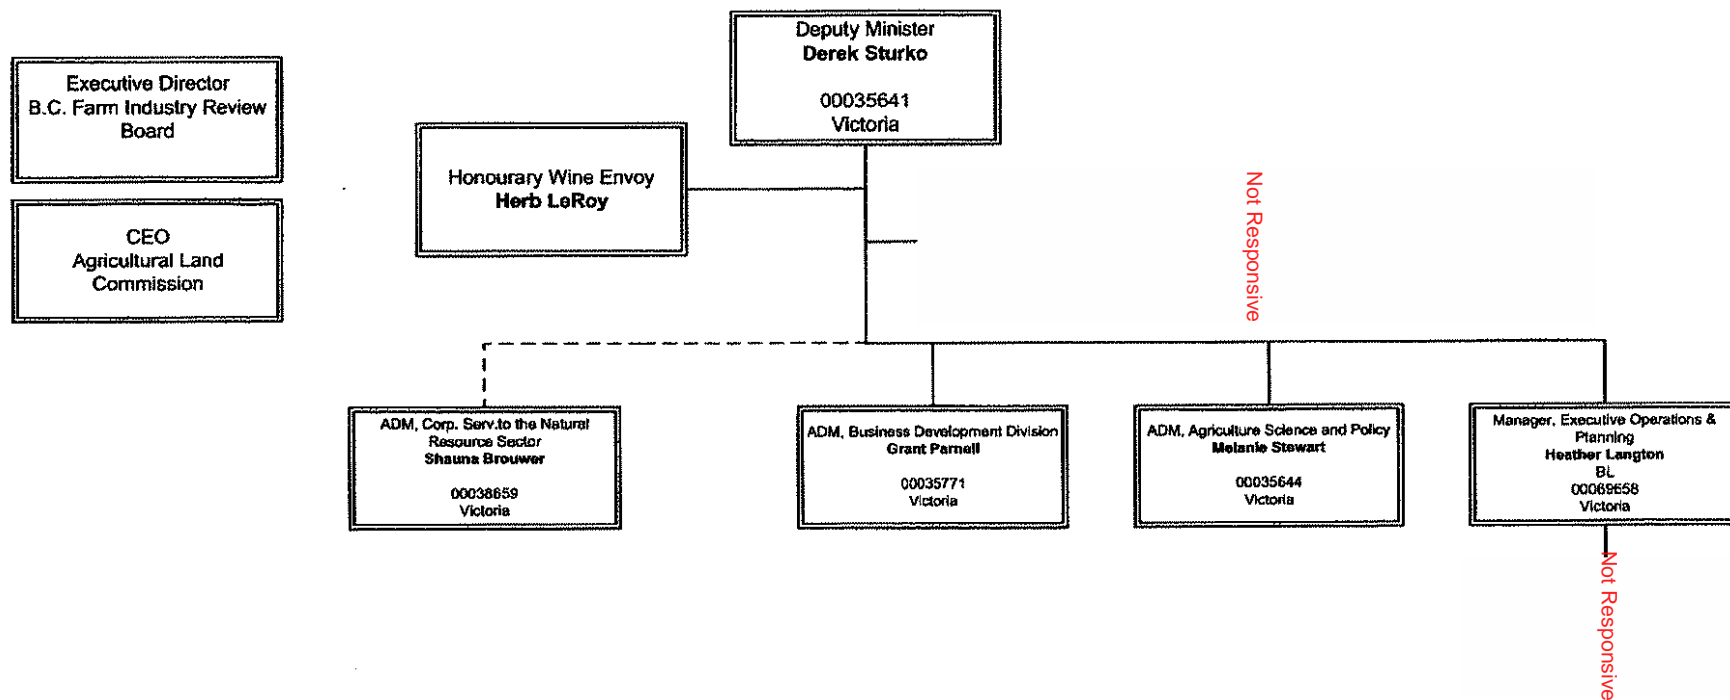 Deputy Minister
Derek Sturko
00035641
Victoria
Executive Director
B.C. Farm Industry Review
Board
Honourary Wine Envoy
Herb LeRoy
CEO
Agricultural Land
Commission
Not Responsive
ADM, Corp. Serv.to the Natural
Resource Sector
Shauna Brouwer
00038659
Victoria
ADM, Business Development Division
Grant Parnell
00035771
Victoria
ADM, Agriculture Science and Policy
Melanie Stewart
00035644
Victoria
Manager, Executive Operations &
Planning
Heather Langton
BL
00069658
Victoria
Not Responsive